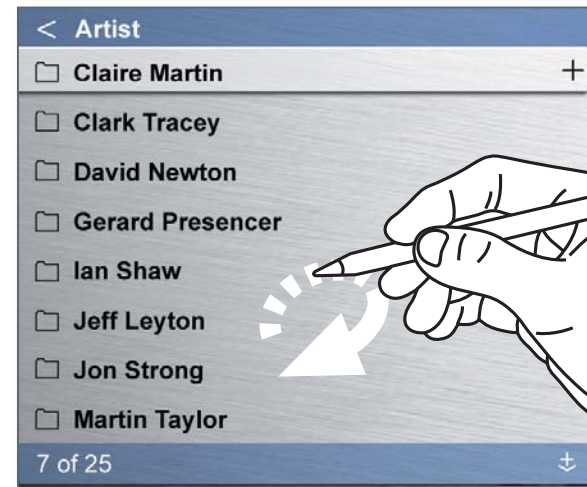 < Artist
Claire Martin +
Clark Tracey
David Newton
Gerard Presencer
Ian Shaw
Jeff Leyton
Jon Strong
Martin Taylor
7 of 25